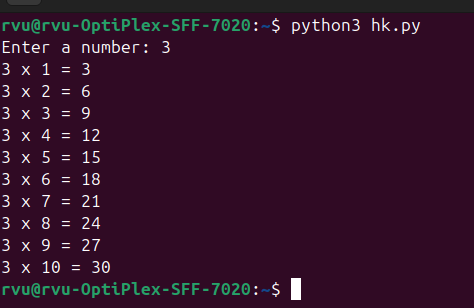 rvu@rvu-OptiPlex-SFF-7020:~$ python3 hk.py
Enter a number: 3
3 x 1 = 3
3 x 2 = 6
3 x 3 = 9
3 x 4 = 12
3 x 5 = 15
3 x 6 = 18
3 x 7 = 21
3 x 8 = 24
3 x 9 = 27
3 x 10 = 30
rvu@rvu-OptiPlex-SFF-7020:~$